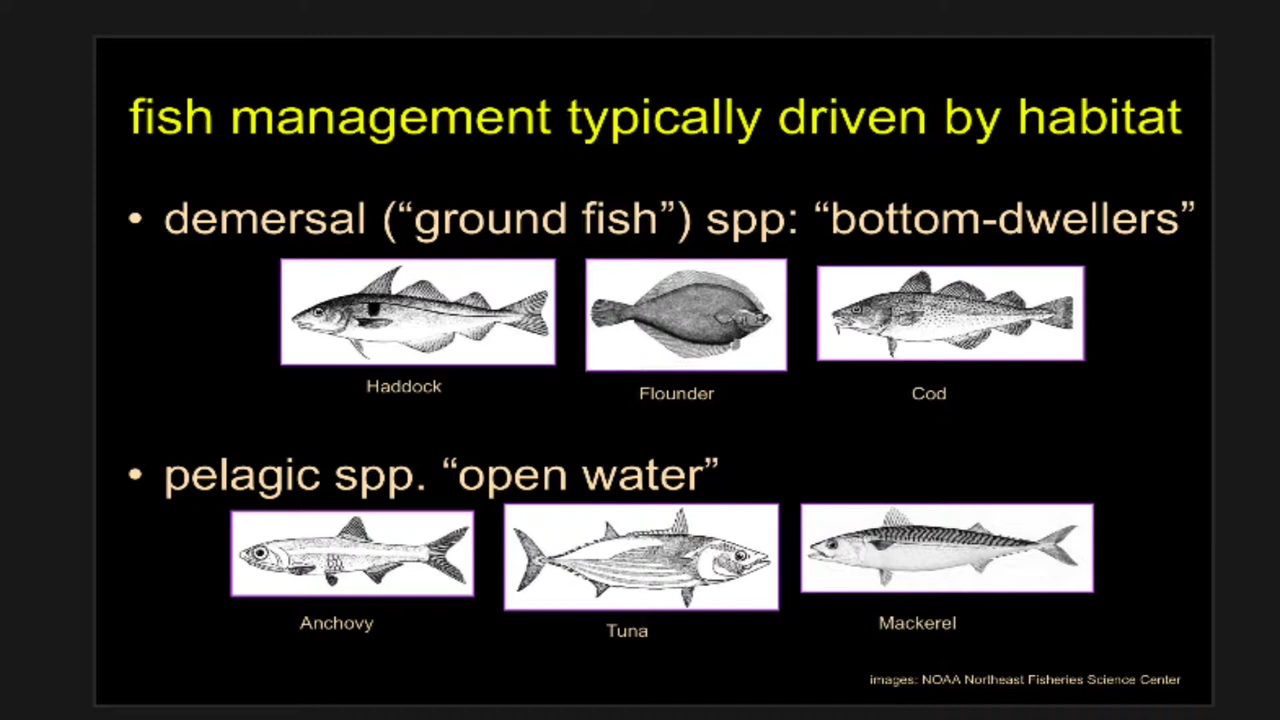 fish management typically driven by habitat
• demersal (“ground fish”) spp: “bottom-dwellers”
Haddock
Flounder
Cod
• pelagic spp. “open water”
Anchovy
Tuna
Mackerel
images: NOAA Northeast Fisheries Science Center